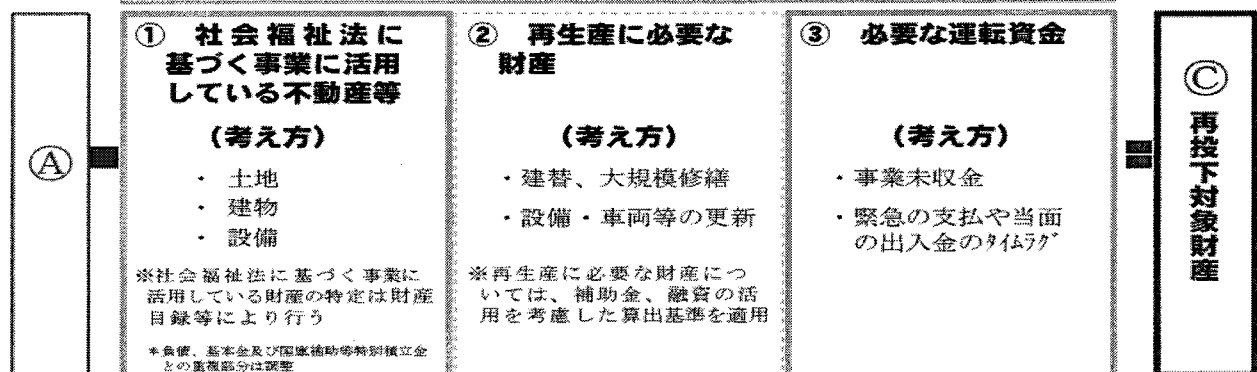 Ⓐ
① 社会福祉法に
基づく事業に活用
している不動産等
(考え方)
・ 土地
・ 建物
・ 設備
※社会福祉法に基づく事業に
活用している財産の特定は財産
目録等により行う
*負債、基本金及び国庫補助等特別積立金
との重複部分は調整
② 再生産に必要な
財産
(考え方)
・建替、大規模修繕
・設備・車両等の更新
※再生産に必要な財産につ
いては、補助金、融資の活
用を考慮した算出基準を適用
③ 必要な運転資金
(考え方)
・事業未収金
・緊急の支払や当面
の出入金のタイムラグ
Ⓒ 再投下対象財産